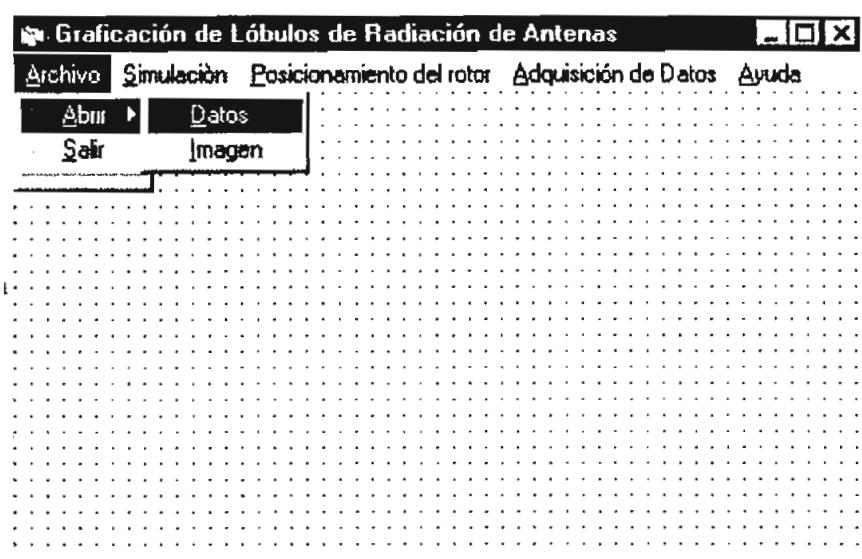 Graficación de Lóbulos de Radiación de Antenas
Archivo Simulaciòn Posicionamiento del rotor Adquisición de Datos Ayuda
Abrir Datos
Salir Imagen